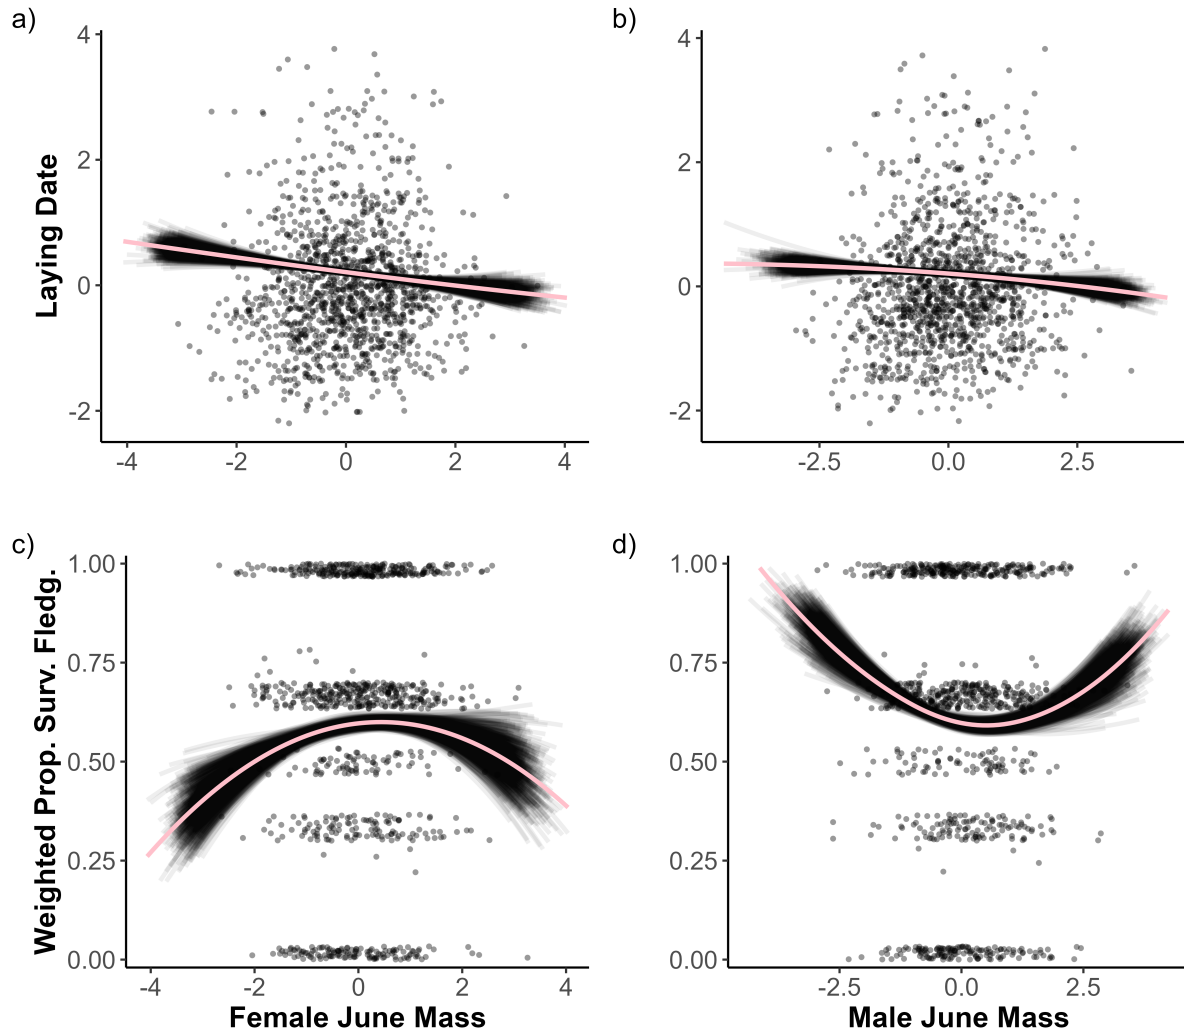 a)
b)
4
2
0
-2
Laying Date
-4 -2 0 2 4
4
2
0
-2
-2.5 0.0 2.5
c)
d)
1.00
0.75
0.50
0.25
0.00
Weighted Prop. Surv. Fledg.
-4 -2 0 2 4
Female June Mass
1.00
0.75
0.50
0.25
0.00
-2.5 0.0 2.5
Male June Mass